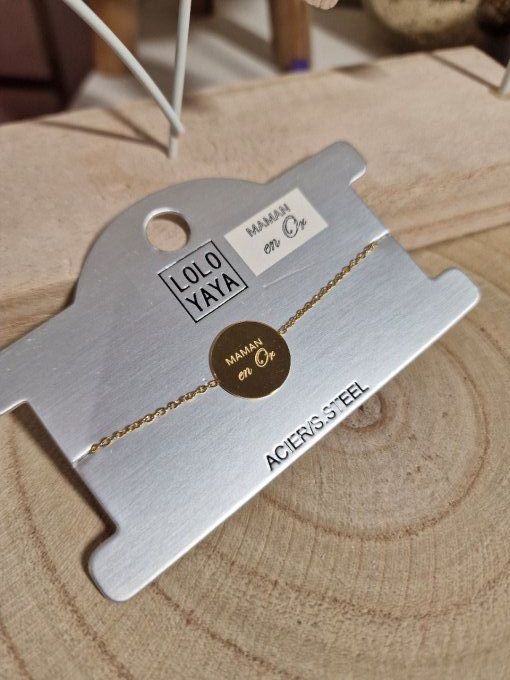 MAMAN
en Or
LOLO
YAYA
MAMAN
en Or
ACIER/S.STEEL